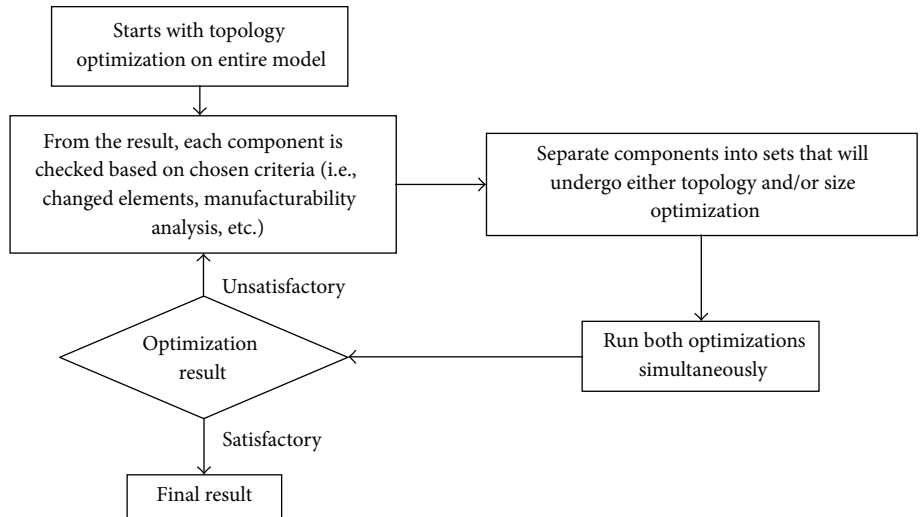 Starts with topology
optimization on entire model
From the result, each component is
checked based on chosen criteria (i.e.,
changed elements, manufacturability
analysis, etc.)
Separate components into sets that will
undergo either topology and/or size
optimization
Unsatisfactory
Optimization
result
Run both optimizations
simultaneously
Satisfactory
Final result